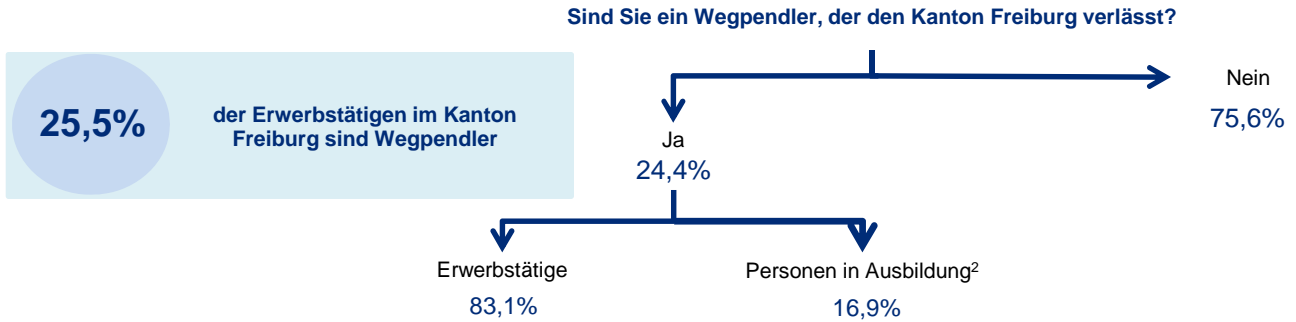 Sind Sie ein Wegpendler, der den Kanton Freiburg verlässt?
25,5%
der Erwerbstätigen im Kanton
Freiburg sind Wegpendler
Nein
75,6%
Ja
24,4%
Erwerbstätige
83,1%
Personen in Ausbildung²
16,9%